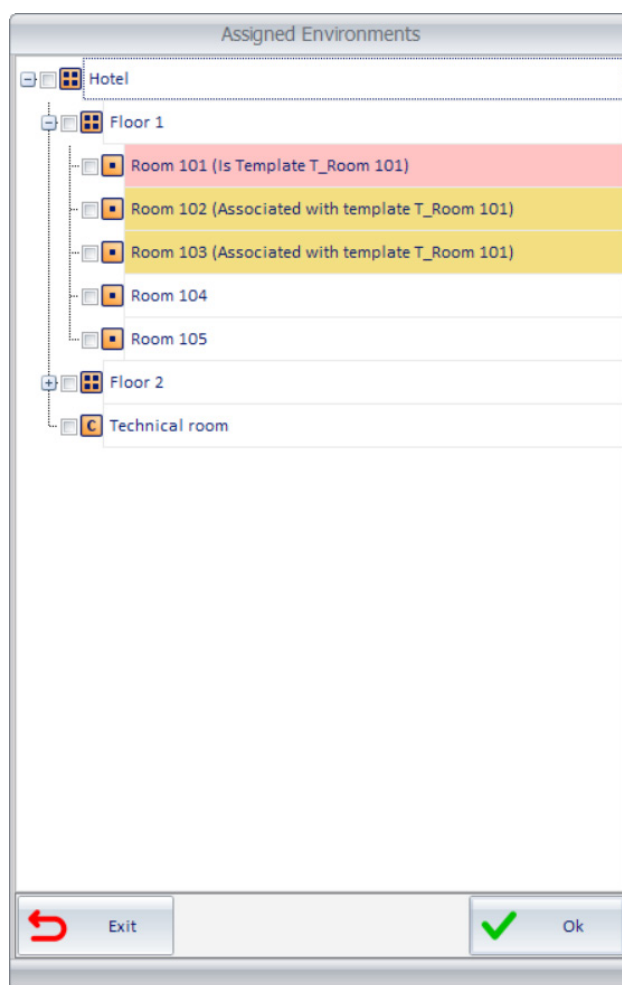 Assigned Environments
Hotel
Floor 1
Room 101 (Is Template T_Room 101)
Room 102 (Associated with template T_Room 101)
Room 103 (Associated with template T_Room 101)
Room 104
Room 105
Floor 2
C Technical room
Exit
Ok